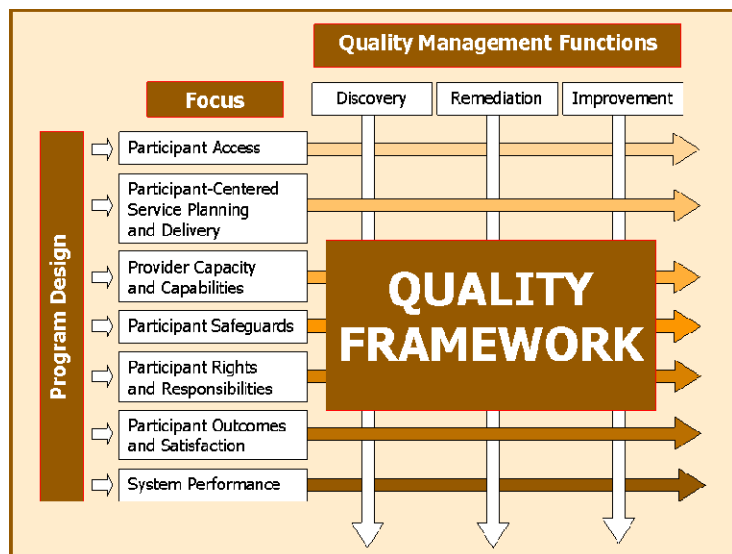 Quality Management Functions
Focus
Discovery
Remediation
Improvement
Program Design
Participant Access
Participant-Centered
Service Planning
and Delivery
Provider Capacity
and Capabilities
Participant Safeguards
Participant Rights
and Responsibilities
Participant Outcomes
and Satisfaction
System Performance
QUALITY
FRAMEWORK